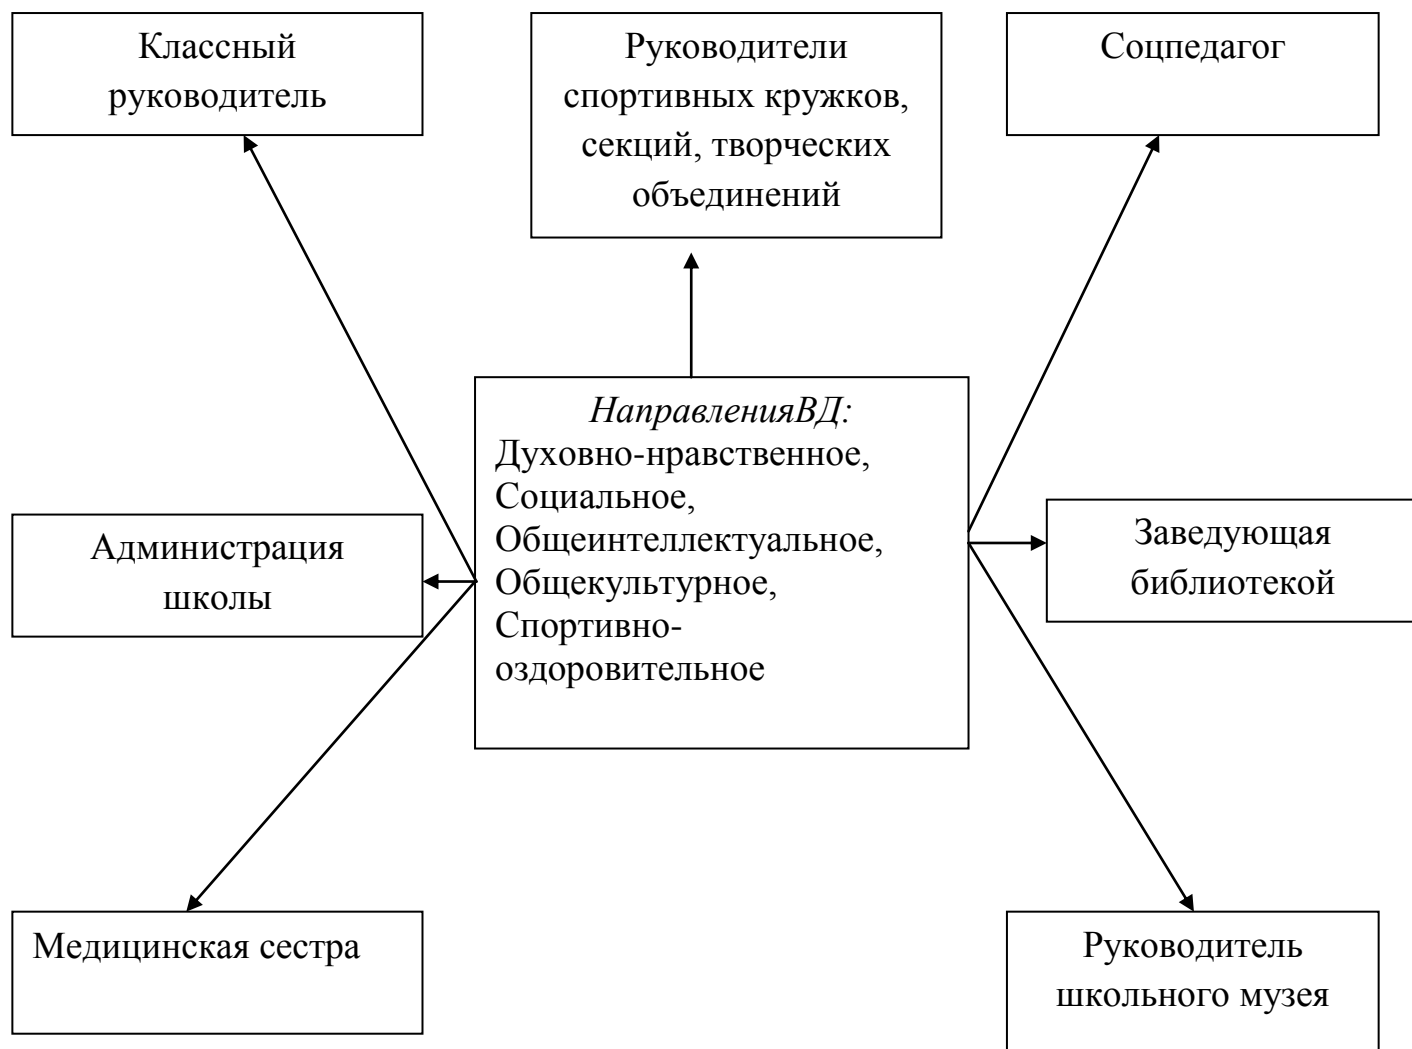 Классный
руководитель
Руководители
спортивных кружков,
секций, творческих
объединений
Соцпедагог
НаправленияВД:
Духовно-нравственное,
Социальное,
Общеинтеллектуальное,
Общекультурное,
Спортивно-
оздоровительное
Администрация
школы
Заведующая
библиотекой
Медицинская сестра
Руководитель
школьного музея